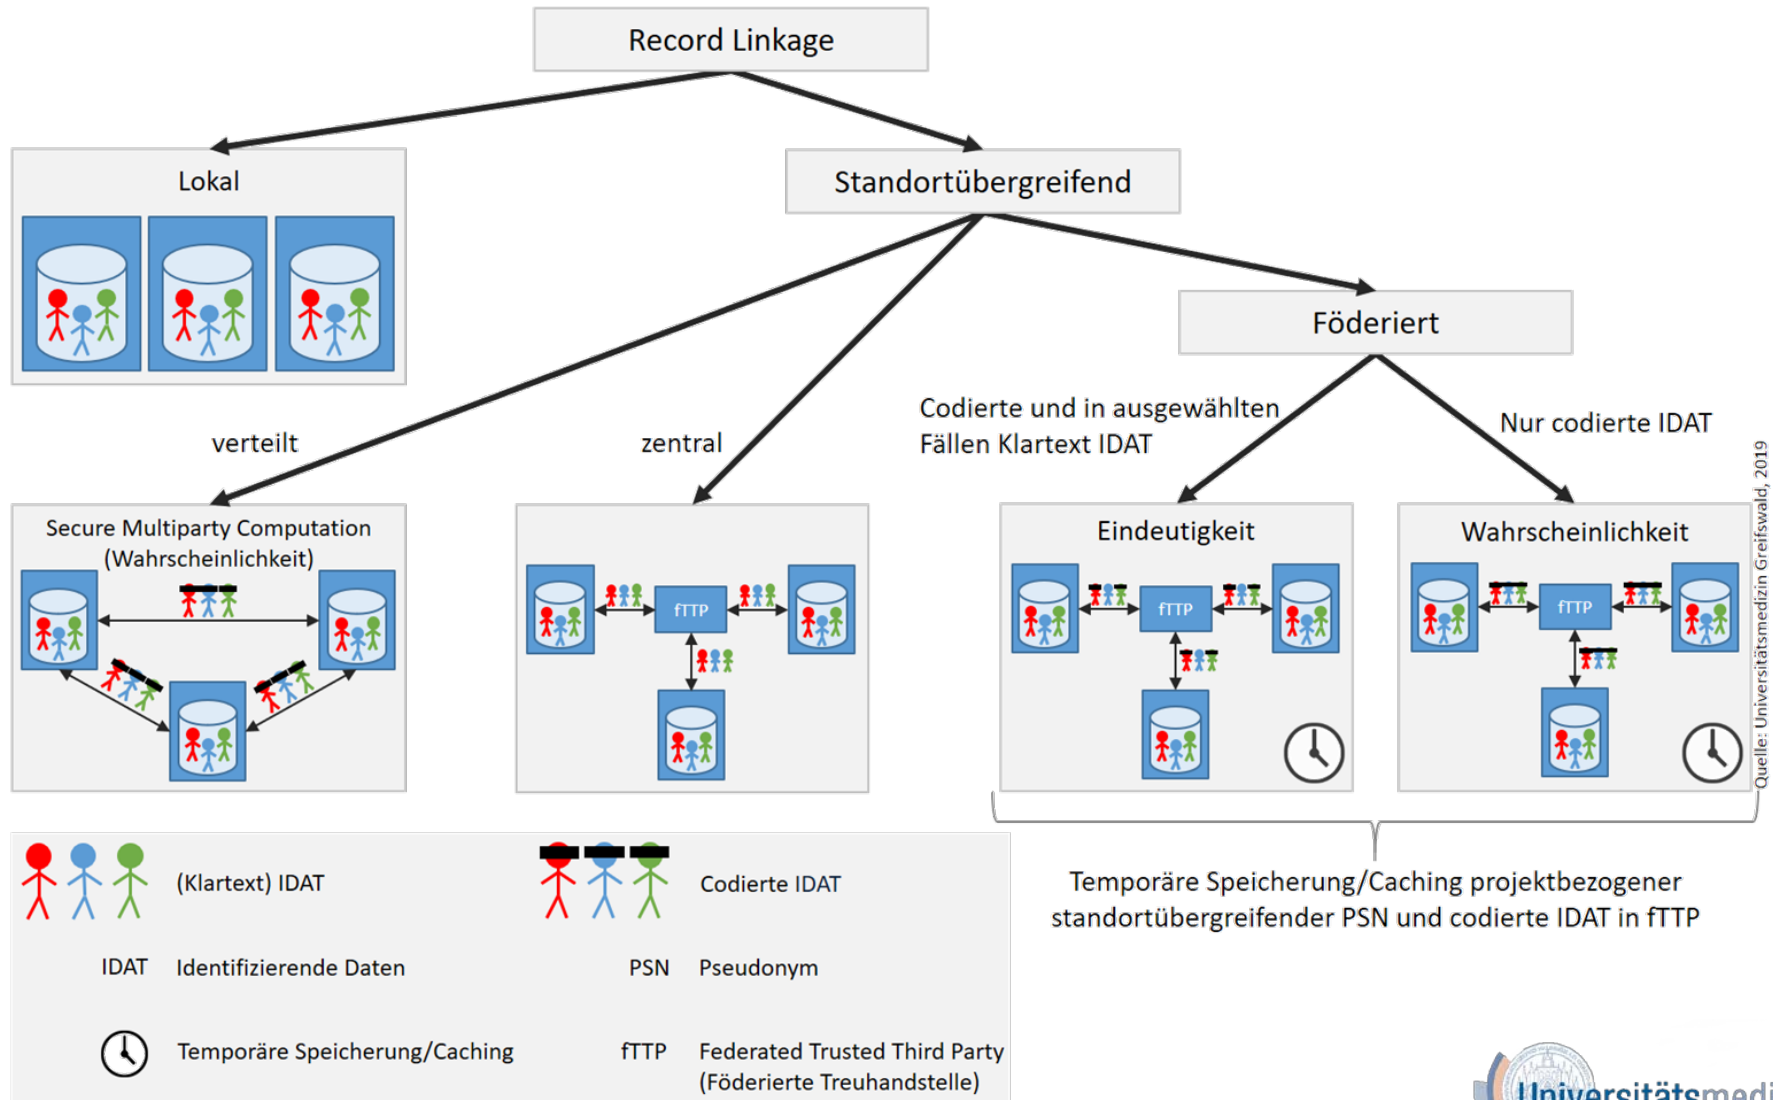 Record Linkage
Lokal
Standortübergreifend
Föderiert
verteilt
zentral
Codierte und in ausgewählten
Fällen Klartext IDAT
Nur codierte IDAT
Secure Multiparty Computation
(Wahrscheinlichkeit)
fTTP
Eindeutigkeit
fTTP
Wahrscheinlichkeit
fTTP
Quelle: Universitätsmedizin Greifswald, 2019
Temporäre Speicherung/Caching projektbezogener
standortübergreifender PSN und codierte IDAT in fTTP
(Klartext) IDAT
Codierte IDAT
IDAT Identifizierende Daten
PSN Pseudonym
Temporäre Speicherung/Caching
fTTP Federated Trusted Third Party
(Föderierte Treuhandstelle)
Universitätsmedi